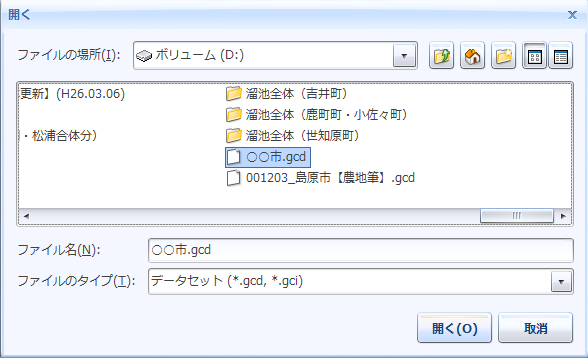 開く
ファイルの場所(I):
ボリューム (D:)
更新】(H26.03.06)
・松浦合体分）
溜池全体（吉井町）
溜池全体（鹿町町・小佐々町）
溜池全体（世知原町）
○○市.gcd
001203_島原市【農地筆】.gcd
ファイル名(N):
○○市.gcd
ファイルのタイプ(T):
データセット (*.gcd, *.gci)
開く(O)
取消